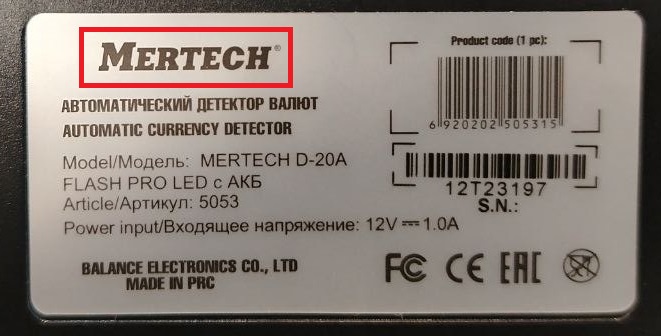 MERTECH®
АВТОМАТИЧЕСКИЙ ДЕТЕКТОР ВАЛЮТ
AUTOMATIC CURRENCY DETECTOR
Model/Модель: MERTECH D-20A
FLASH PRO LED с АКБ
Article/Артикул: 5053
Power input/Входящее напряжение: 12V⎓1.0A
BALANCE ELECTRONICS CO., LTD
MADE IN PRC
Product code (1 pc):
6 920202 505315
12T23197
S.N.:
FC CE EAC